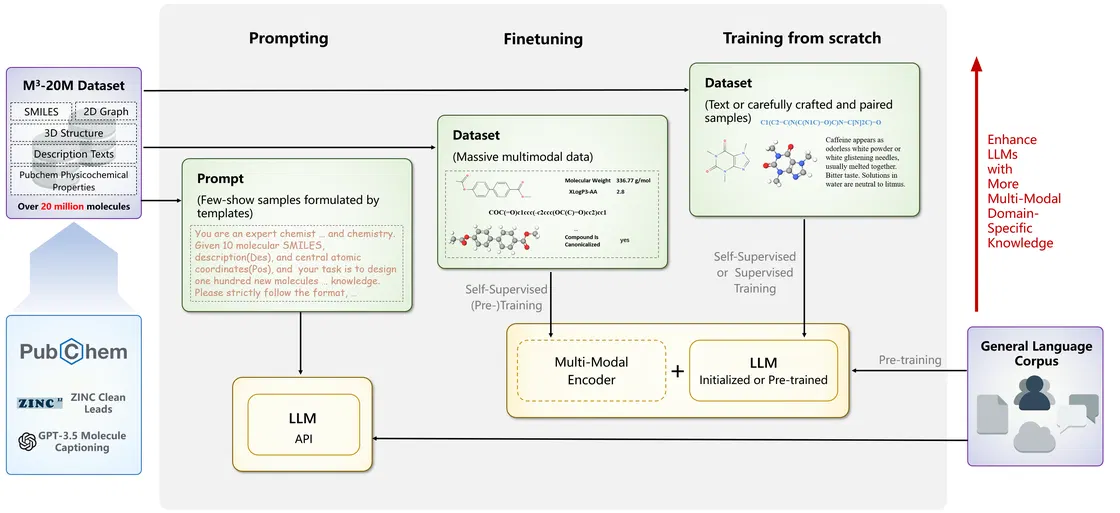 Prompting
Finetuning
Training from scratch
M³-20M Dataset
SMILES
2D Graph
3D Structure
Description Texts
Pubchem Physicochemical
Properties
Over 20 million molecules
PubChem
ZINC
ZINC Clean
Leads
GPT-3.5 Molecule
Captioning
Prompt
(Few-show samples formulated by
templates)
You are an expert chemist ... and chemistry.
Given 10 molecular SMILES,
description(Des), and central atomic
coordinates(Pos), and your task is to design
one hundred new molecules ... knowledge.
Please strictly follow the format, ...
LLM
API
Dataset
(Massive multimodal data)
Molecular Weight 336.77 g/mol
XLogP3-AA 2.8
COC(=O)c1ccc(-c2ccc(OC(C)=O)cc2)cc1
...
Compound Is
Canonicalized
yes
Self-Supervised
(Pre-)Training
Dataset
(Text or carefully crafted and paired
samples)
C1(C2=C(N(C(N1C)=O)C)N=C[N]2C)=O
Caffeine appears as
odorless white powder or
white glistening needles,
usually melted together.
Bitter taste. Solutions in
water are neutral to litmus.
Self-Supervised
or Supervised
Training
Multi-Modal
Encoder
+
LLM
Initialized or Pre-trained
Pre-training
Enhance
LLMs
with
More
Multi-Modal
Domain-
Specific
Knowledge
General Language
Corpus